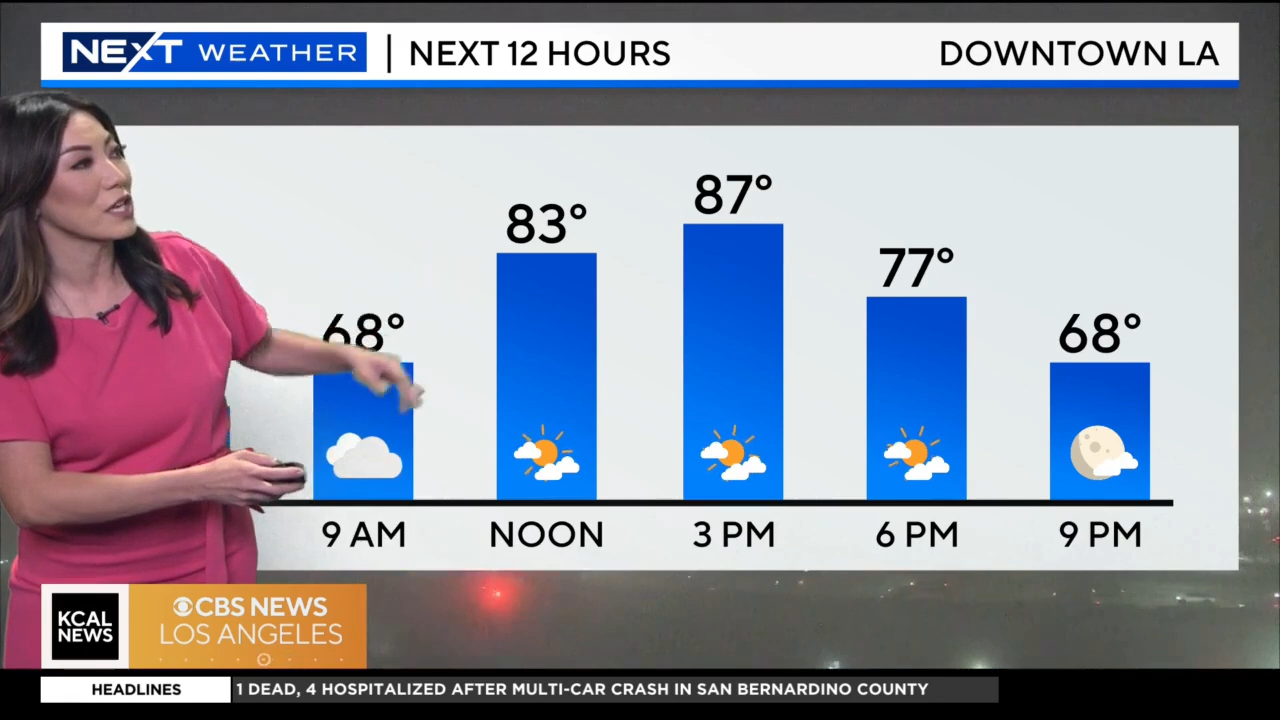 NEXT WEATHER | NEXT 12 HOURS
DOWNTOWN LA
68°
83°
87°
77°
68°
9 AM
NOON
3 PM
6 PM
9 PM
KCAL
NEWS
CBS NEWS
LOS ANGELES
HEADLINES
1 DEAD, 4 HOSPITALIZED AFTER MULTI-CAR CRASH IN SAN BERNARDINO COUNTY